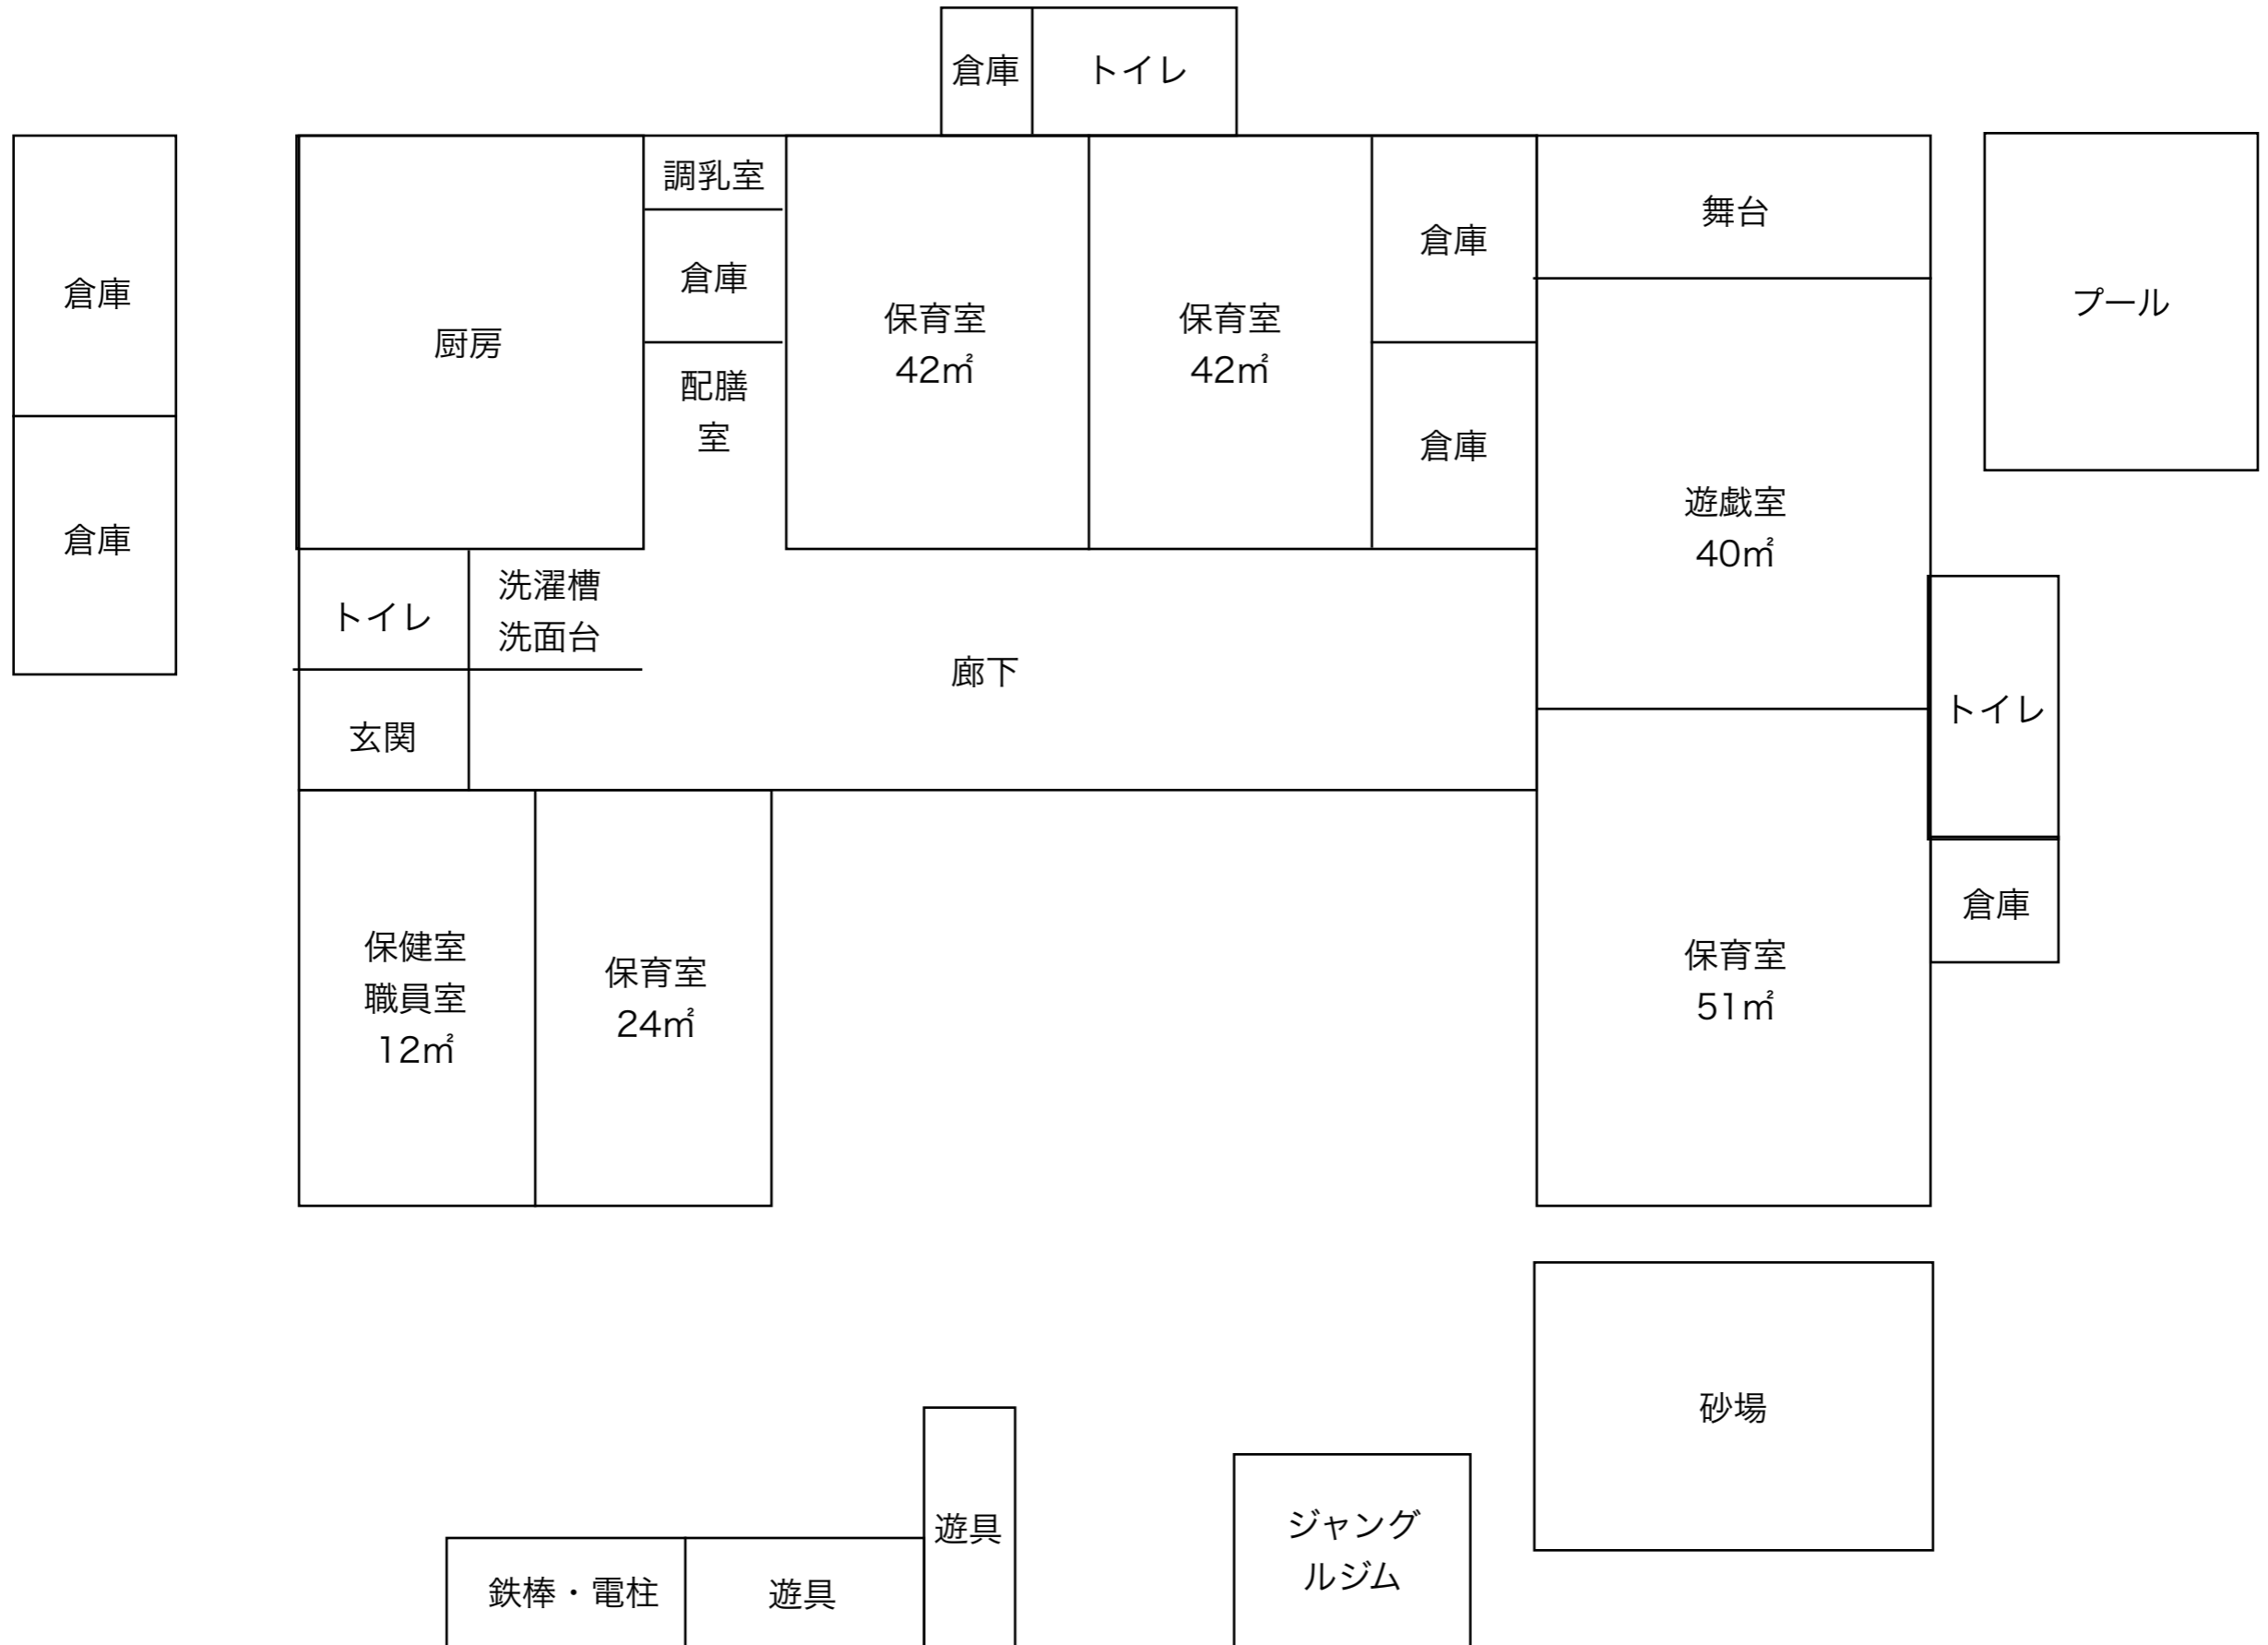 倉庫
トイレ
調乳室
舞台
倉庫
倉庫
倉庫
プール
厨房
保育室
42㎡
保育室
42㎡
配膳
室
倉庫
遊戯室
40㎡
倉庫
トイレ
洗濯槽
洗面台
廊下
トイレ
玄関
倉庫
保健室
職員室
12㎡
保育室
24㎡
保育室
51㎡
砂場
遊具
ジャング
ルジム
鉄棒・電柱
遊具